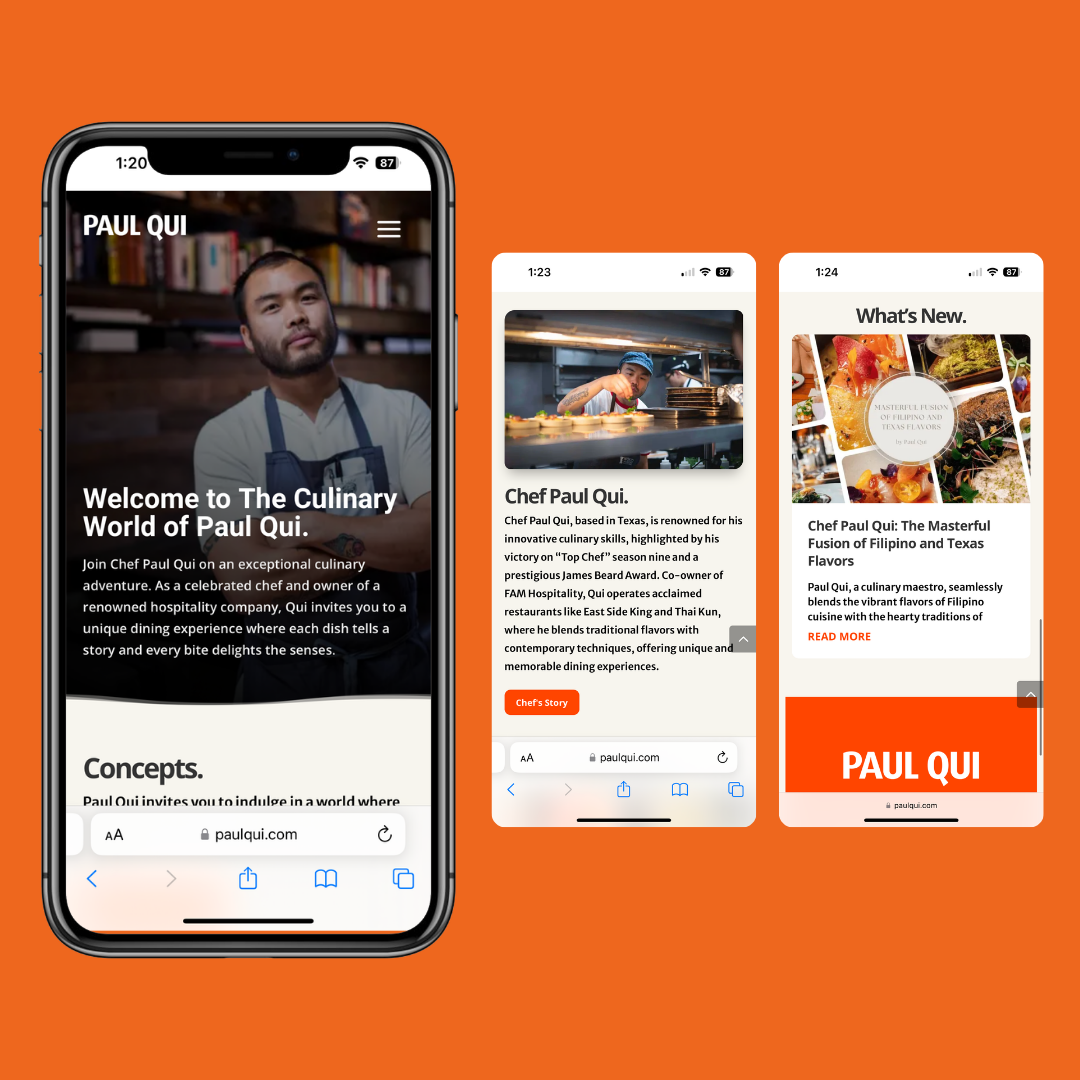 1:20
87
PAUL QUI
Welcome to The Culinary
World of Paul Qui.
Join Chef Paul Qui on an exceptional culinary
adventure. As a celebrated chef and owner of a
renowned hospitality company, Qui invites you to a
unique dining experience where each dish tells a
story and every bite delights the senses.
Concepts.
Paul Qui invites you to indulge in a world where
AA
paulqui.com
1:23
87
Chef Paul Qui.
Chef Paul Qui, based in Texas, is renowned for his
innovative culinary skills, highlighted by his
victory on “Top Chef” season nine and a
prestigious James Beard Award. Co-owner of
FAM Hospitality, Qui operates acclaimed
restaurants like East Side King and Thai Kun,
where he blends traditional flavors with
contemporary techniques, offering unique and
memorable dining experiences.
Chef's Story
AA
paulqui.com
1:24
87
What’s New.
MASTERFUL FUSION
OF FILIPINO AND
TEXAS FLAVORS
by Paul Qui
Chef Paul Qui: The Masterful
Fusion of Filipino and Texas
Flavors
Paul Qui, a culinary maestro, seamlessly
blends the vibrant flavors of Filipino
cuisine with the hearty traditions of
READ MORE
PAUL QUI
paulqui.com